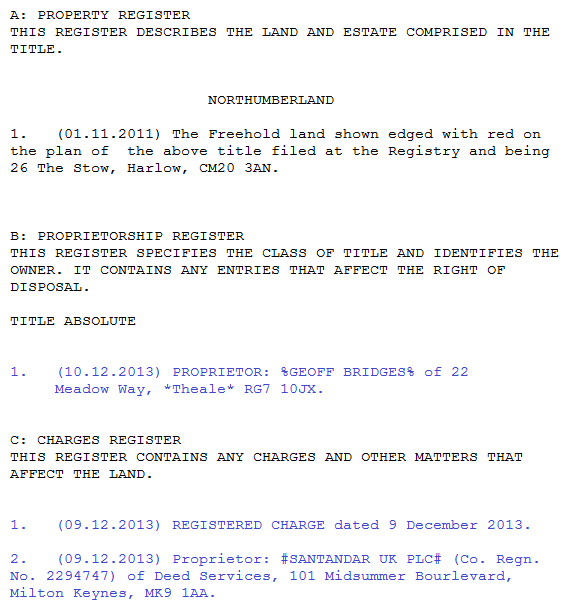 A: PROPERTY REGISTER
THIS REGISTER DESCRIBES THE LAND AND ESTATE COMPRISED IN THE
TITLE.
NORTHUMBERLAND
1. (01.11.2011) The Freehold land shown edged with red on
the plan of the above title filed at the Registry and being
26 The Stow, Harlow, CM20 3AN.
B: PROPRIETORSHIP REGISTER
THIS REGISTER SPECIFIES THE CLASS OF TITLE AND IDENTIFIES THE
OWNER. IT CONTAINS ANY ENTRIES THAT AFFECT THE RIGHT OF
DISPOSAL.
TITLE ABSOLUTE
1. (10.12.2013) PROPRIETOR: %GEOFF BRIDGES% of 22
Meadow Way, *Theale* RG7 10JX.
C: CHARGES REGISTER
THIS REGISTER CONTAINS ANY CHARGES AND OTHER MATTERS THAT
AFFECT THE LAND.
1. (09.12.2013) REGISTERED CHARGE dated 9 December 2013.
2. (09.12.2013) Proprietor: #SANTANDAR UK PLC# (Co. Regn.
No. 2294747) of Deed Services, 101 Midsummer Bourlevard,
Milton Keynes, MK9 1AA.